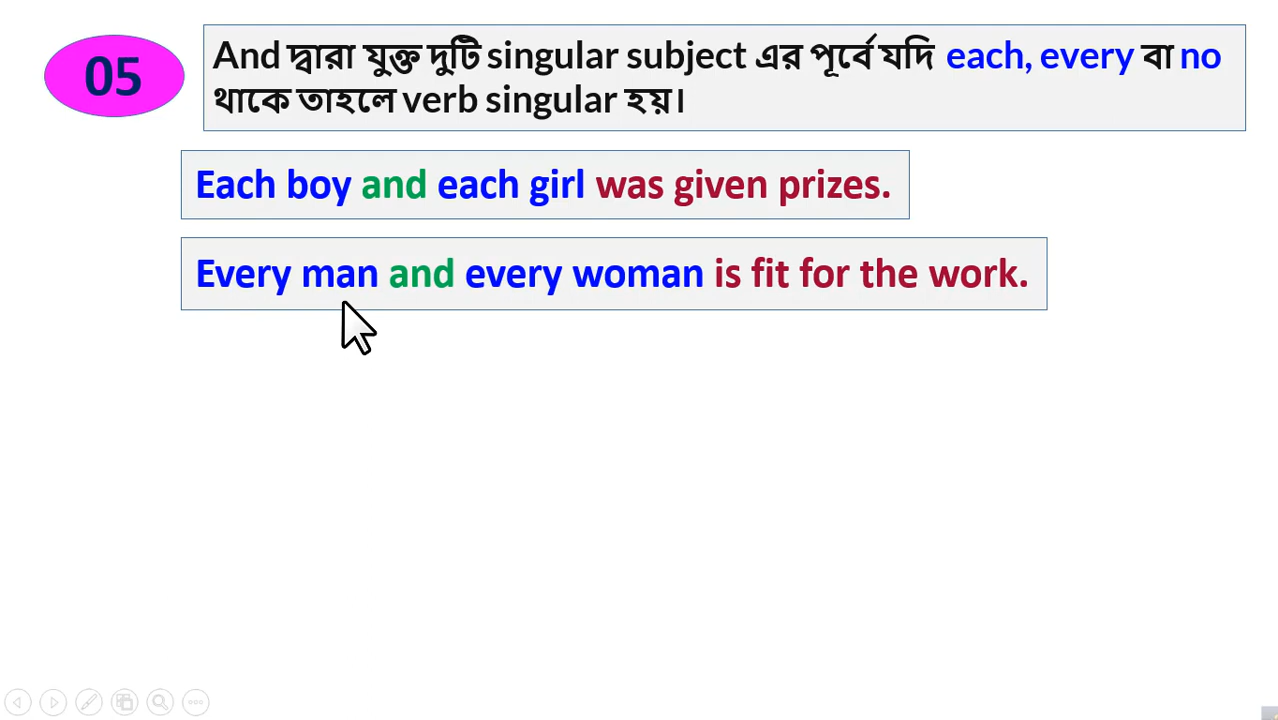 05
And দ্বারা যুক্ত দুটি singular subject এর পূর্বে যদি each, every বা no
থাকে তাহলে verb singular হয়।
Each boy and each girl was given prizes.
Every man and every woman is fit for the work.